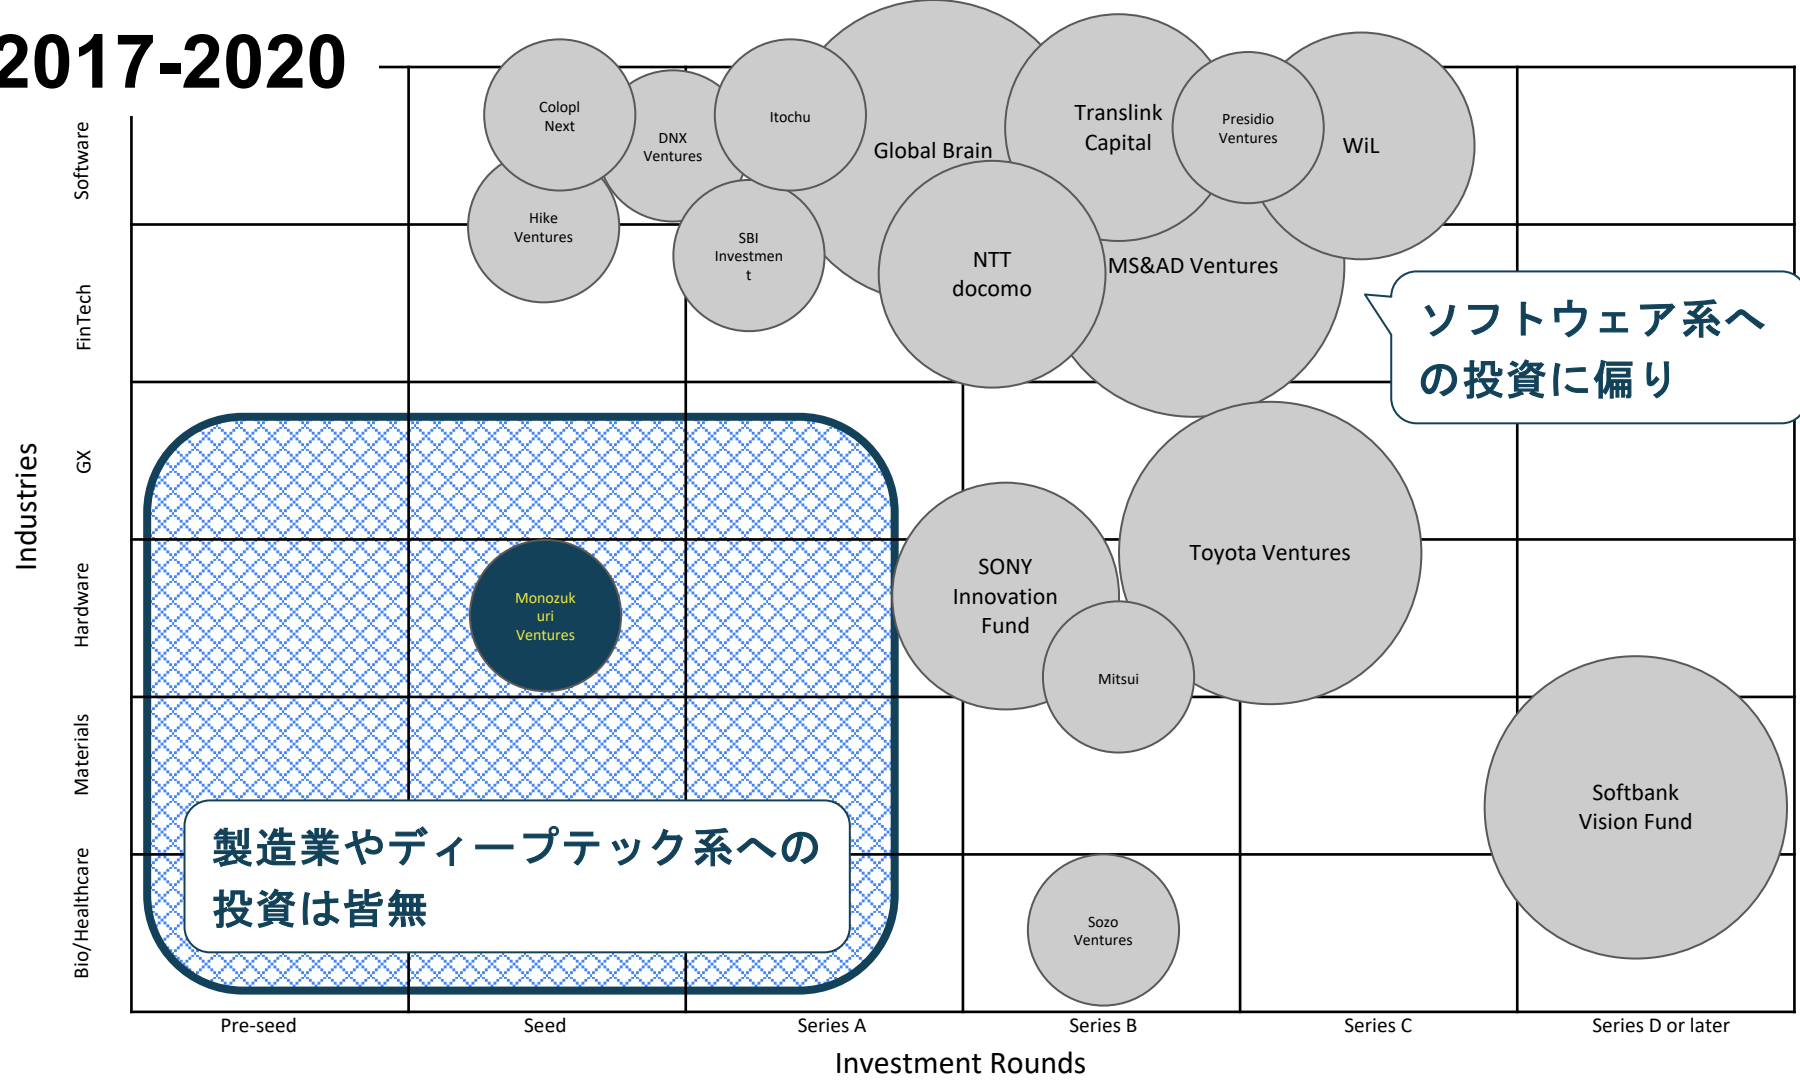 2017-2020
Software
FinTech
GX
Hardware
Materials
Bio/Healthcare
Industries
Colopl
Next
DNX
Ventures
Itochu
Global Brain
Translink
Capital
Presidio
Ventures
WiL
Hike
Ventures
SBI
Investmen
t
NTT
docomo
MS&AD Ventures
ソフトウェア系へ
の投資に偏り
SONY
Innovation
Fund
Toyota Ventures
Monozuk
uri
Ventures
Mitsui
Softbank
Vision Fund
製造業やディープテック系への
投資は皆無
Sozo
Ventures
Pre-seed
Seed
Series A
Series B
Series C
Series D or later
Investment Rounds